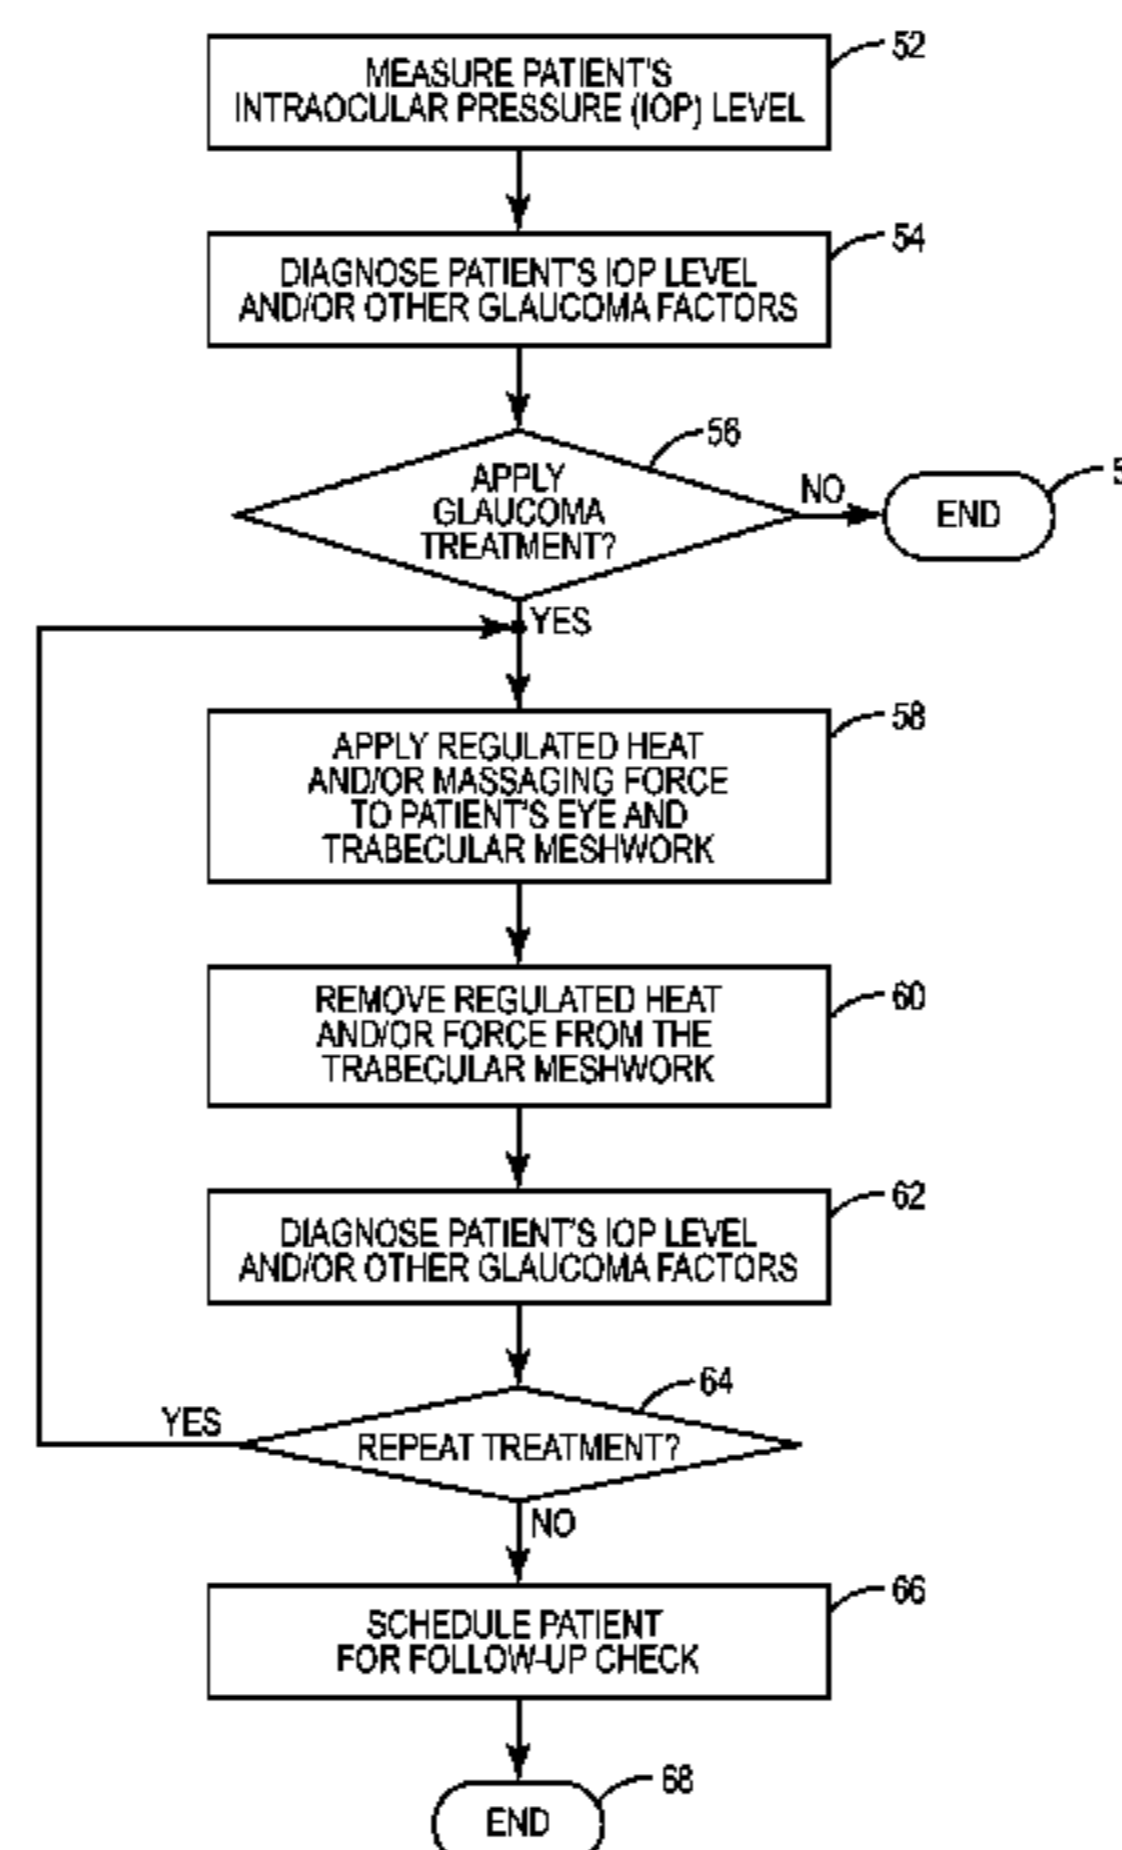 52
MEASURE PATIENT'S
INTRAOCULAR PRESSURE (IOP) LEVEL
54
DIAGNOSE PATIENT'S IOP LEVEL
AND/OR OTHER GLAUCOMA FACTORS
56
APPLY
GLAUCOMA
TREATMENT?
NO
END
YES
58
APPLY REGULATED HEAT
AND/OR MASSAGING FORCE
TO PATIENT'S EYE AND
TRABECULAR MESHWORK
60
REMOVE REGULATED HEAT
AND/OR FORCE FROM THE
TRABECULAR MESHWORK
62
DIAGNOSE PATIENT'S IOP LEVEL
AND/OR OTHER GLAUCOMA FACTORS
64
YES
REPEAT TREATMENT?
NO
66
SCHEDULE PATIENT
FOR FOLLOW-UP CHECK
68
END